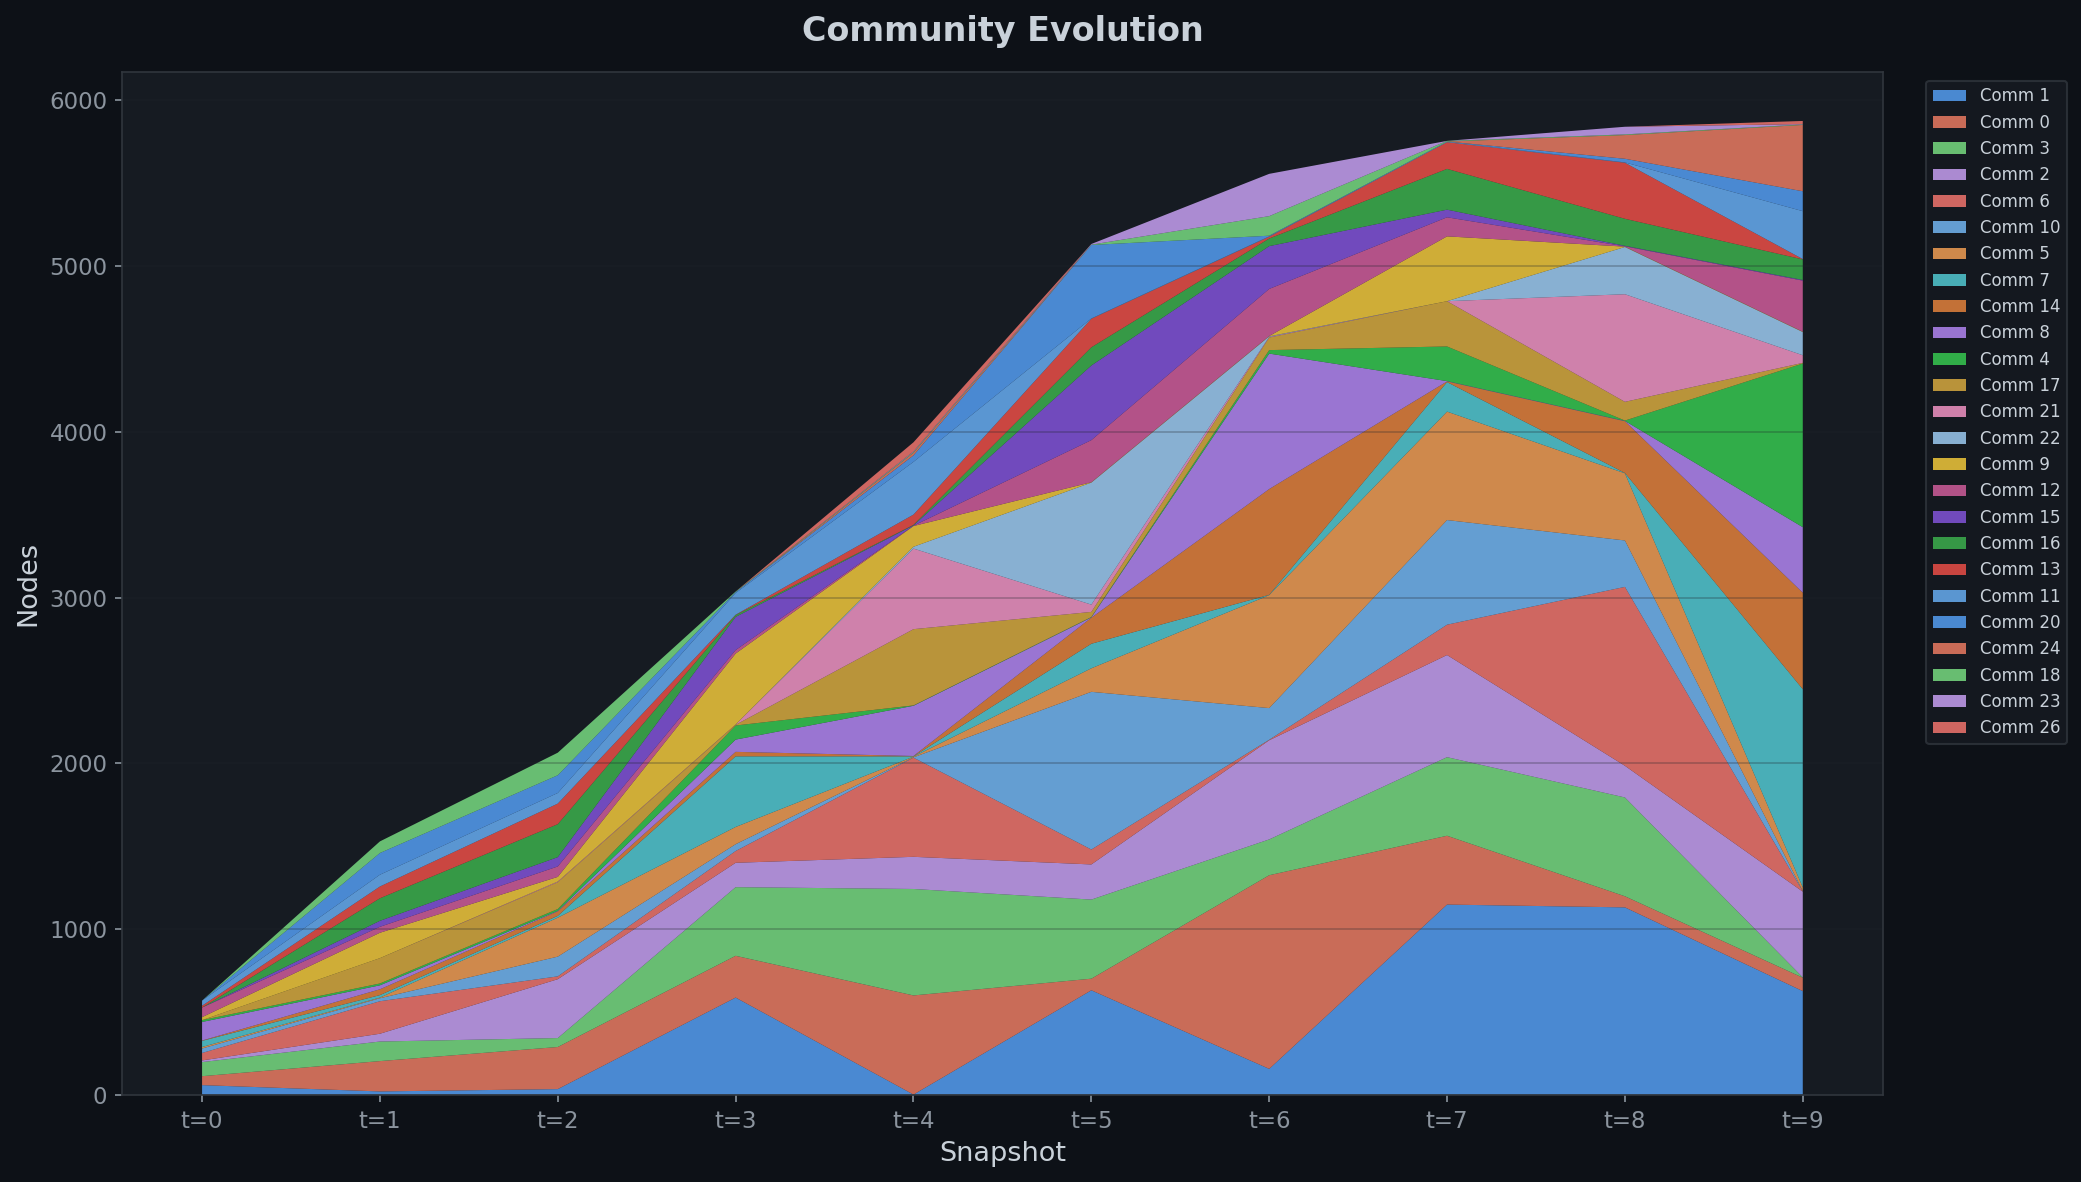 Community Evolution
6000
5000
4000
3000
2000
1000
0
Nodes
t=0 t=1 t=2 t=3 t=4 t=5 t=6 t=7 t=8 t=9
Snapshot
Comm 1
Comm 0
Comm 3
Comm 2
Comm 6
Comm 10
Comm 5
Comm 7
Comm 14
Comm 8
Comm 4
Comm 17
Comm 21
Comm 22
Comm 9
Comm 12
Comm 15
Comm 16
Comm 13
Comm 11
Comm 20
Comm 24
Comm 18
Comm 23
Comm 26